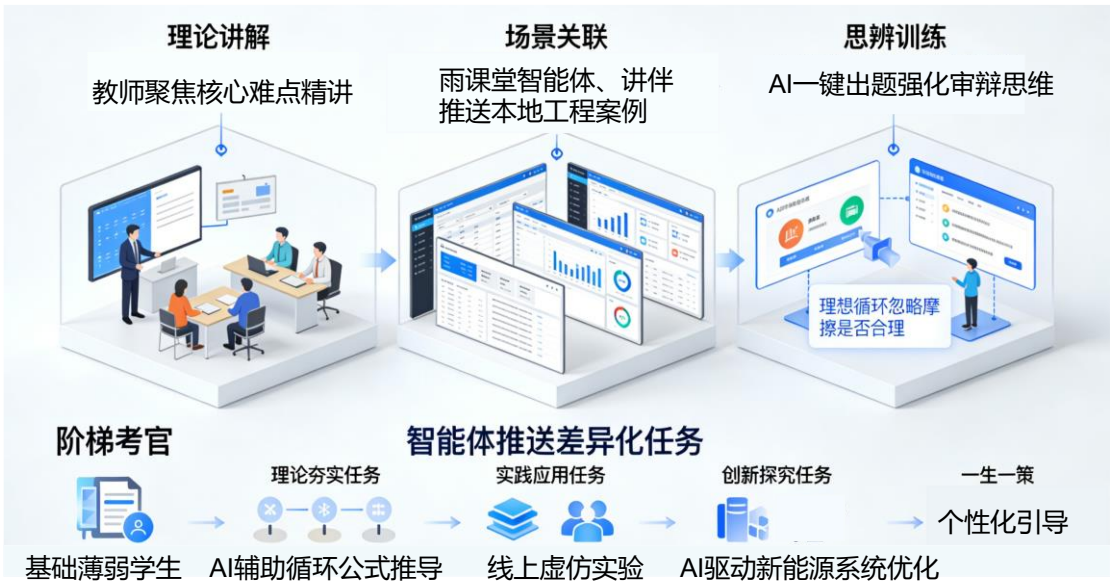 理论讲解
场景关联
思辨训练
教师聚焦核心难点精讲
雨课堂智能体、讲伴
推送本地工程案例
AI一键出题强化审辩思维
理想循环忽略摩
擦是否合理
阶梯考官
智能体推送差异化任务
理论夯实任务
实践应用任务
创新探究任务
一生一策
个性化引导
基础薄弱学生
AI辅助循环公式推导
线上虚仿实验
AI驱动新能源系统优化